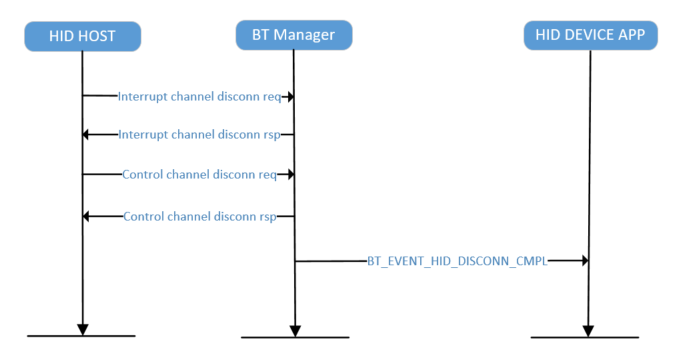 HID HOST
BT Manager
HID DEVICE APP
Interrupt channel disconn req
Interrupt channel disconn rsp
Control channel disconn req
Control channel disconn rsp
BT_EVENT_HID_DISCONN_CMPL